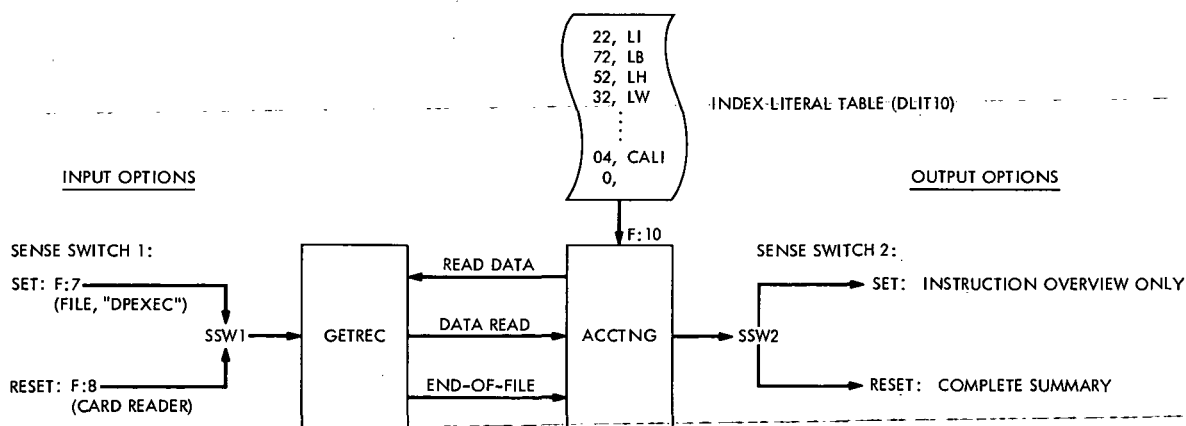 22, LI
72, LB
52, LH
32, LW
INDEX-LITERAL TABLE (DLIT10)
04, CALI
0,
INPUT OPTIONS
OUTPUT OPTIONS
F:10
SENSE SWITCH 1:
SENSE SWITCH 2:
READ DATA
SET: F:7
(FILE, "DPEXEC")
SET: INSTRUCTION OVERVIEW ONLY
SSW1
GETREC
DATA READ
ACCTNG
SSW2
END-OF-FILE
RESET: F:8
(CARD READER)
RESET: COMPLETE SUMMARY